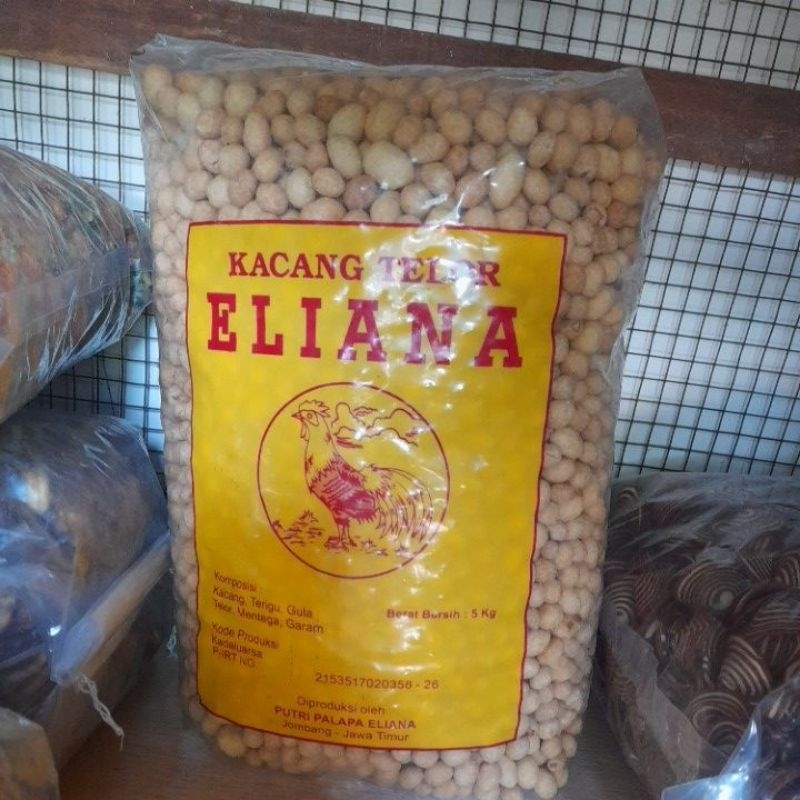 KACANG TELOR
ELIANA
Komposisi :
Kacang, Terigu, Gula
Telor, Mentega, Garam
Berat Bersih : 5 Kg
Kode Produksi
Kadaluarsa
P-IRT NO.
2153517020358 - 26
Diproduksi oleh :
PUTRI PALAPA ELIANA
Jombang - Jawa Timur